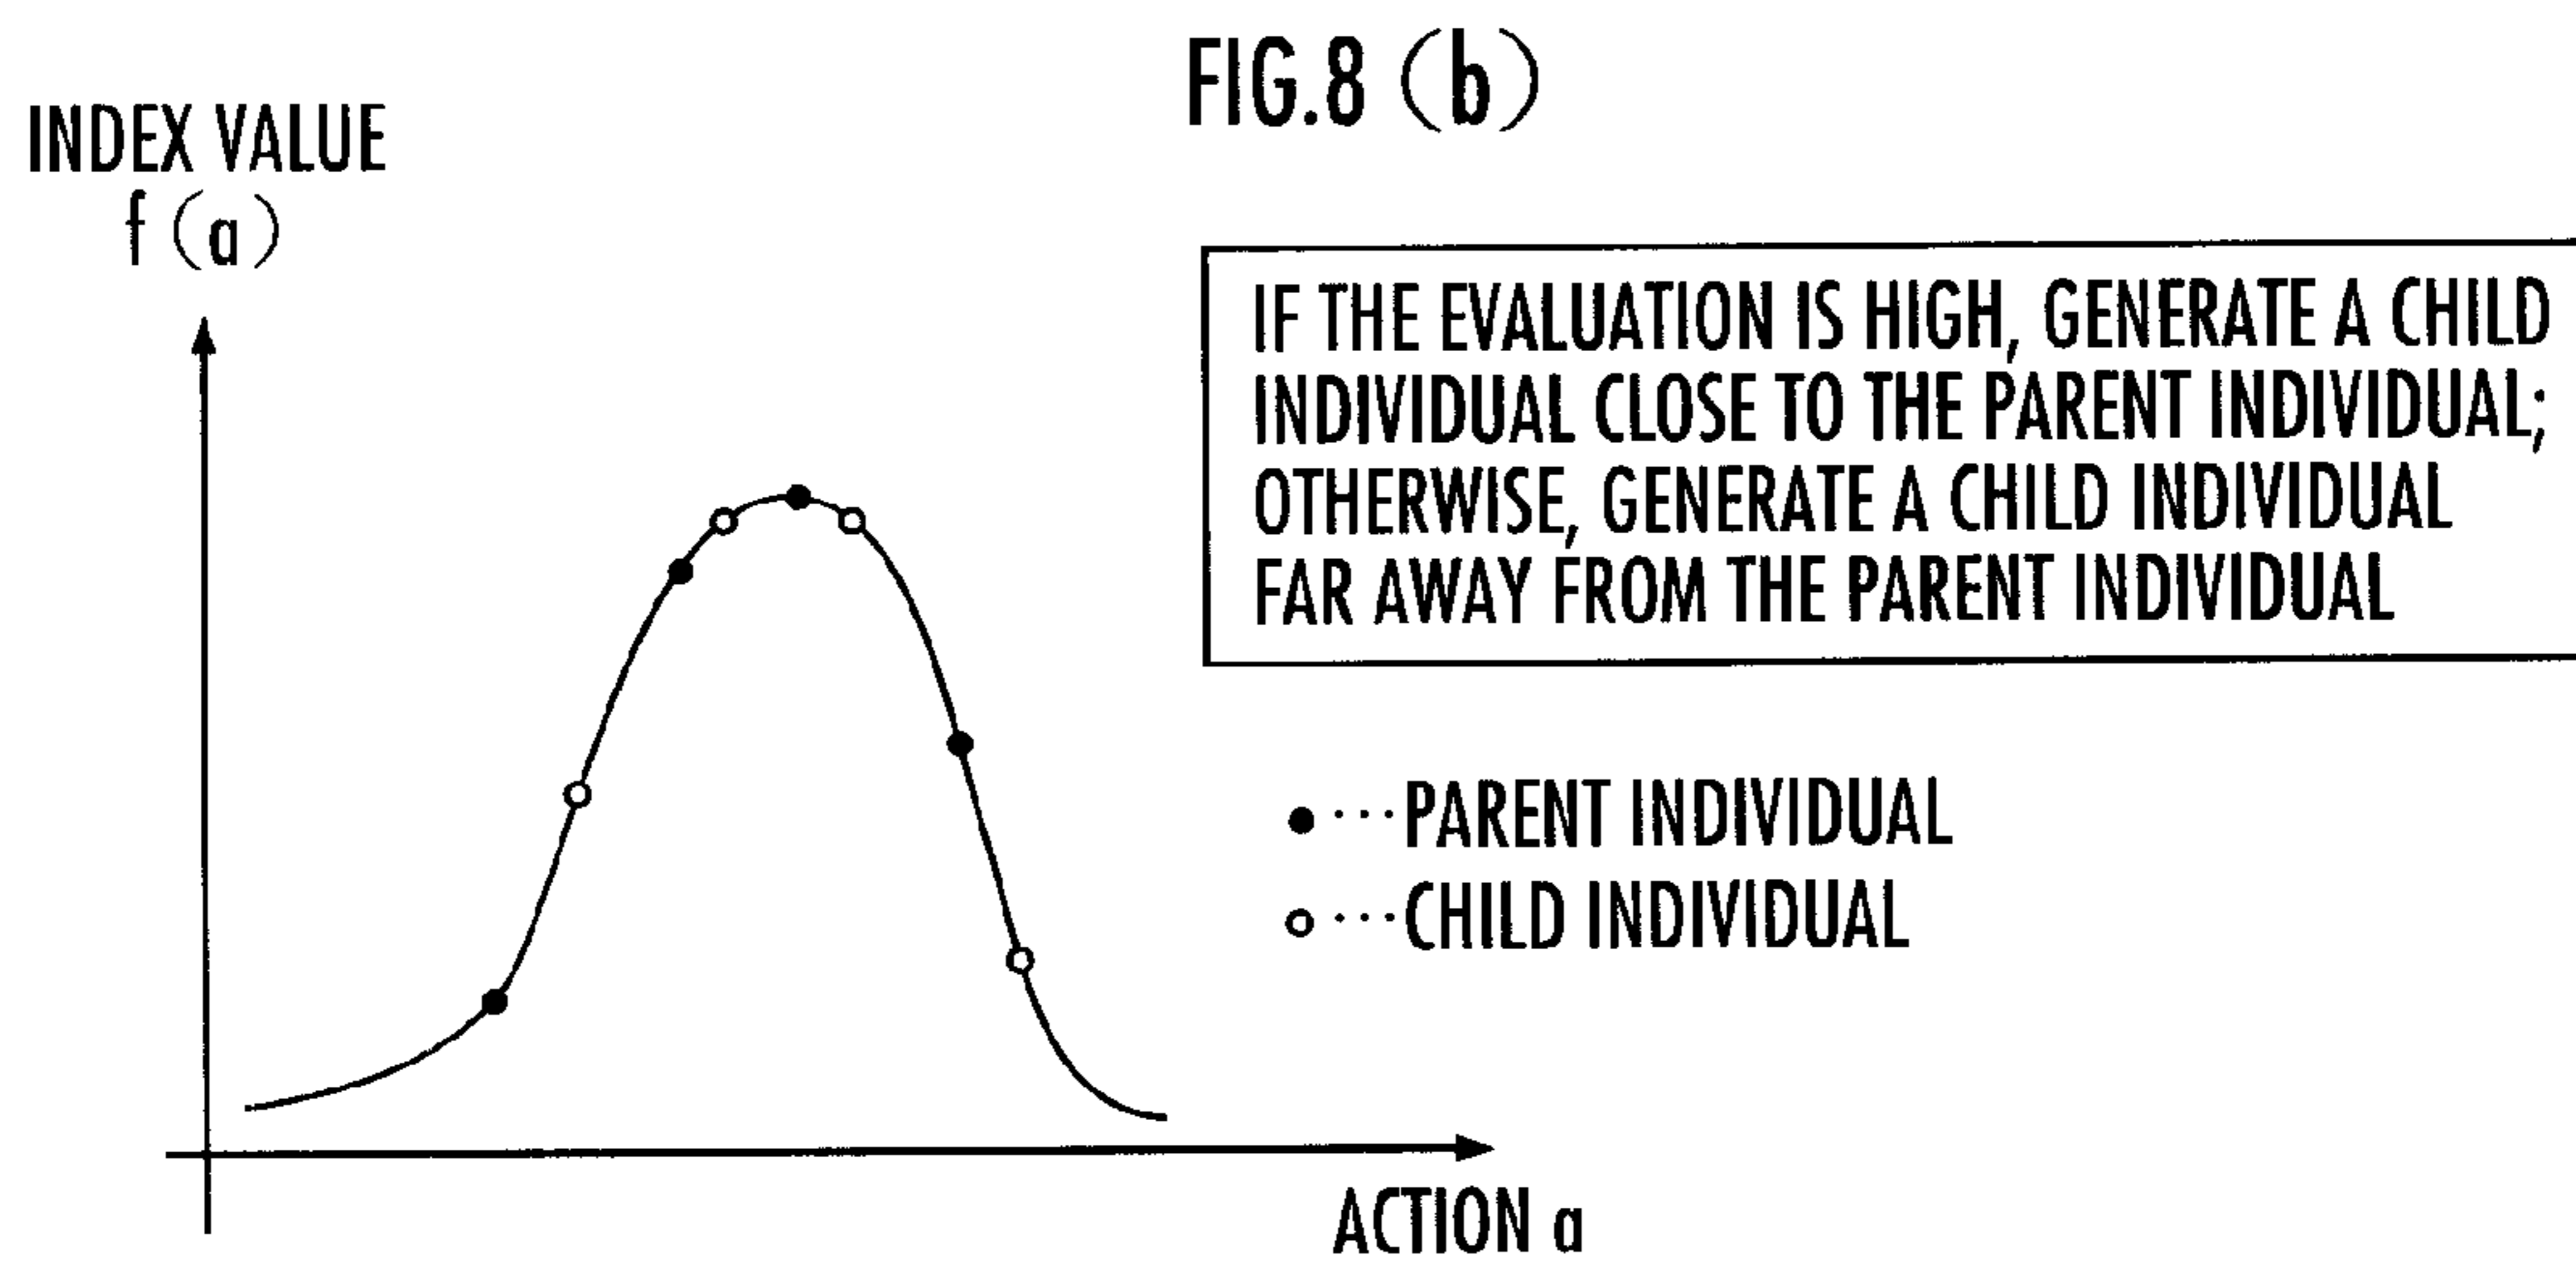 FIG.8 (b)
INDEX VALUE
f (a)
IF THE EVALUATION IS HIGH, GENERATE A CHILD
INDIVIDUAL CLOSE TO THE PARENT INDIVIDUAL;
OTHERWISE, GENERATE A CHILD INDIVIDUAL
FAR AWAY FROM THE PARENT INDIVIDUAL
● ··· PARENT INDIVIDUAL
○ ··· CHILD INDIVIDUAL
ACTION a